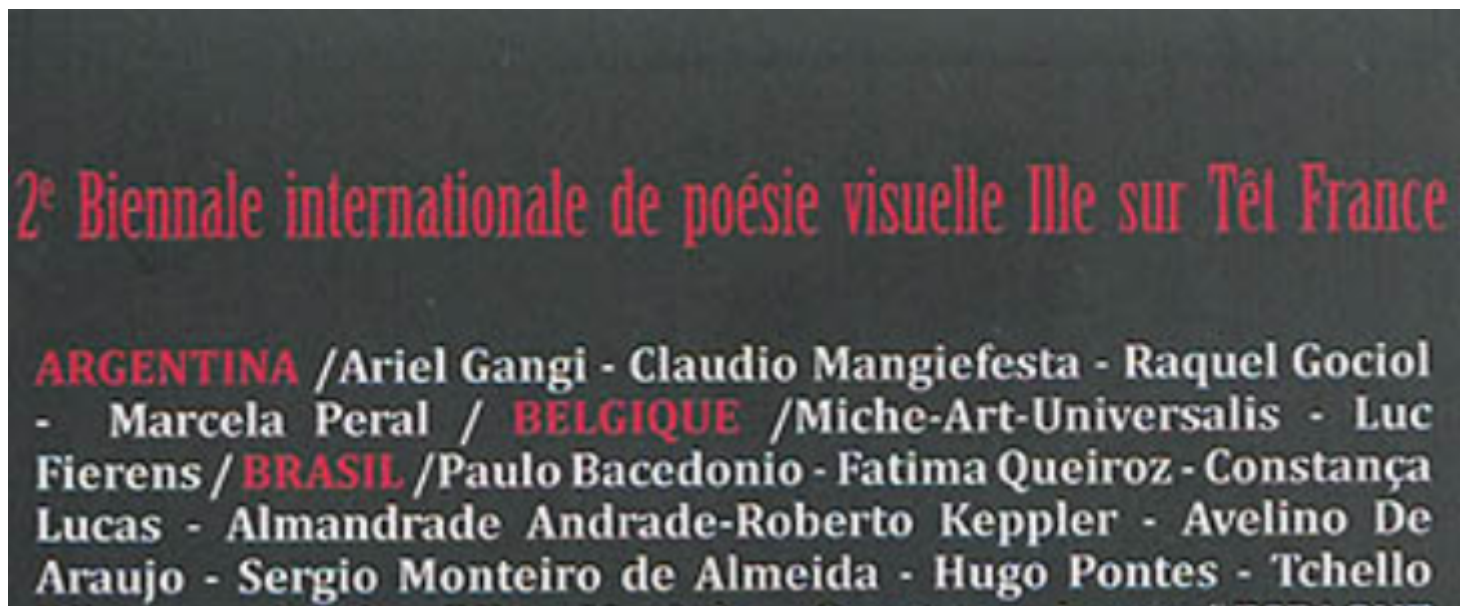 2e Biennale internationale de poésie visuelle Ille sur Têt France
ARGENTINA /Ariel Gangi - Claudio Mangiefesta - Raquel Gociol
- Marcela Peral / BELGIQUE /Miche-Art-Universalis - Luc
Fierens / BRASIL /Paulo Bacedonio - Fatima Queiroz - Constança
Lucas - Almandrade Andrade-Roberto Keppler - Avelino De
Araujo - Sergio Monteiro de Almeida - Hugo Pontes - Tchello